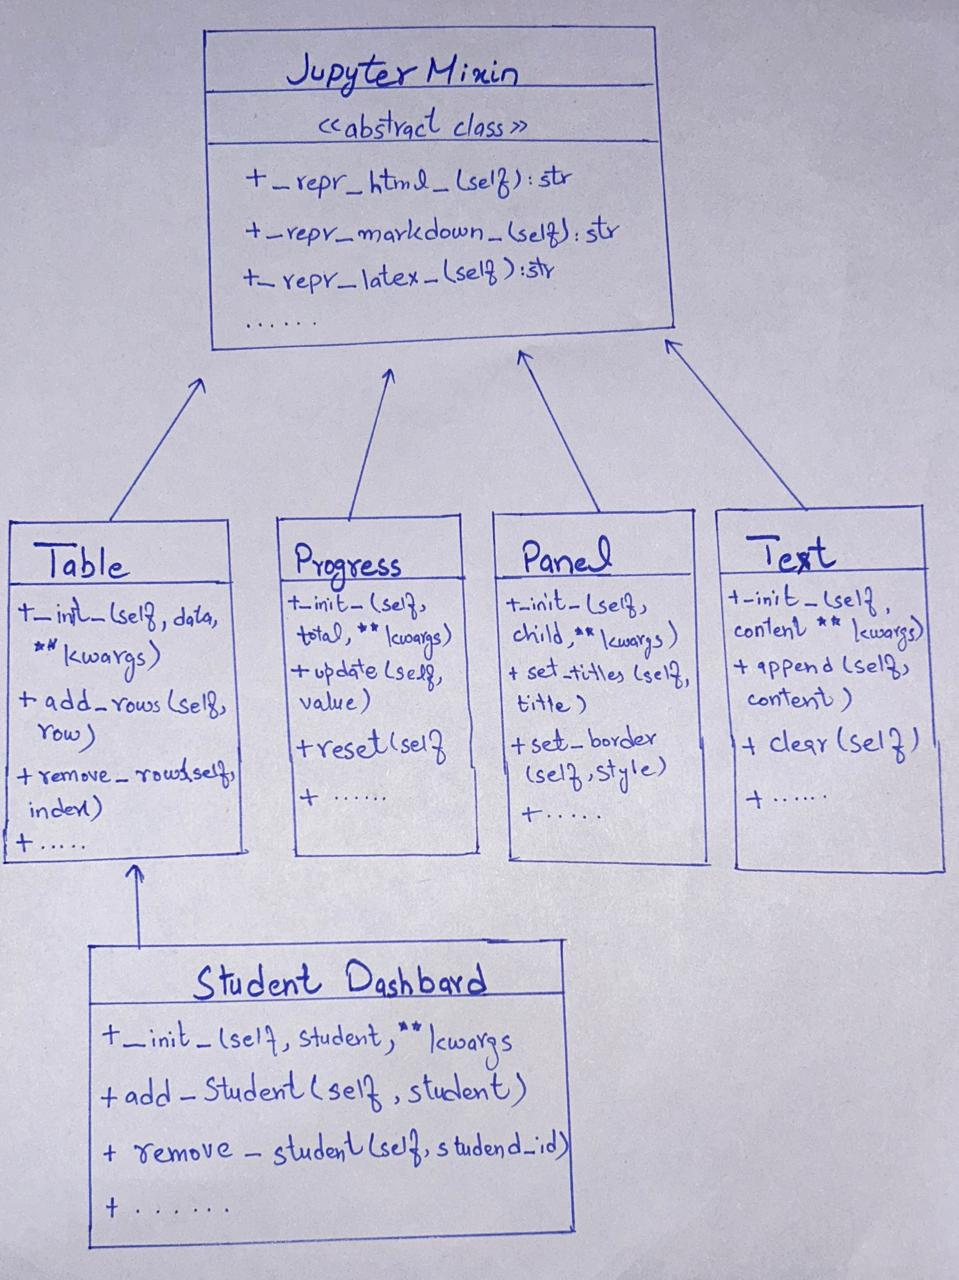 Jupyter Mixin
<<abstract class>>
+_repr_html_(self):str
+_repr_markdown_(self):str
+_repr_latex_(self):str
......
Table
+_init_(self, data,
**kwargs)
+ add_rows(self,
row)
+ remove_row(self,
index)
+ .....
Progress
+_init_(self,
total, **kwargs)
+ update(self,
value)
+ reset(self
+ ......
Panel
+_init_(self,
child, **kwargs)
+ set_titles(self,
title)
+ set_border
(self, style)
+ .....
Text
+_init_(self,
content **kwargs)
+ append(self,
content)
+ clear(self)
+ ......
Student Dashbard
+_init_(self, student, **kwargs
+ add_Student(self, student)
+ remove_student(self, studend_id)
+ .......